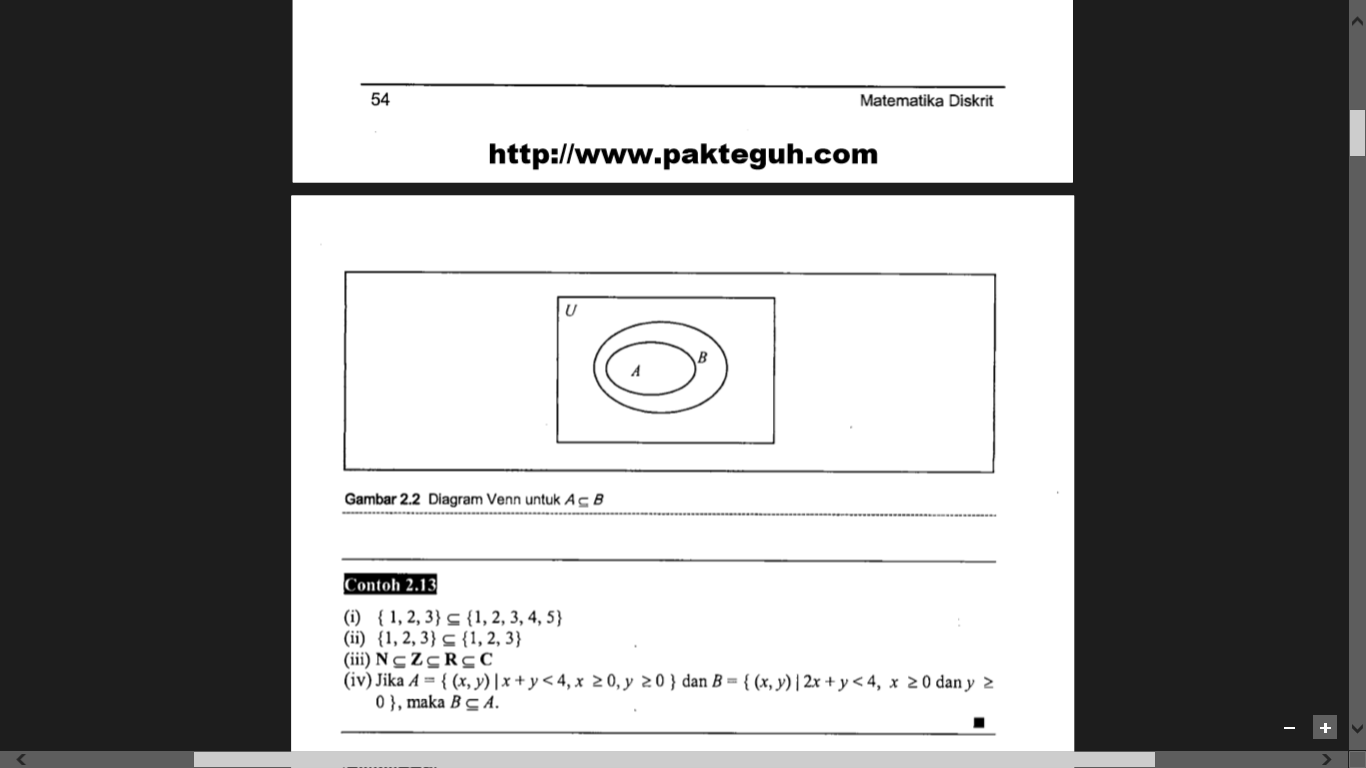 54 Matematika Diskrit
http://www.pakteguh.com
U
B
A
Gambar 2.2 Diagram Venn untuk A ⊆ B
Contoh 2.13
(i) { 1, 2, 3} ⊆ {1, 2, 3, 4, 5}
(ii) {1, 2, 3} ⊆ {1, 2, 3}
(iii) N ⊆ Z ⊆ R ⊆ C
(iv) Jika A = { (x, y) | x + y < 4, x ≥ 0, y ≥ 0 } dan B = { (x, y) | 2x + y < 4, x ≥ 0 dan y ≥
0 }, maka B ⊆ A.